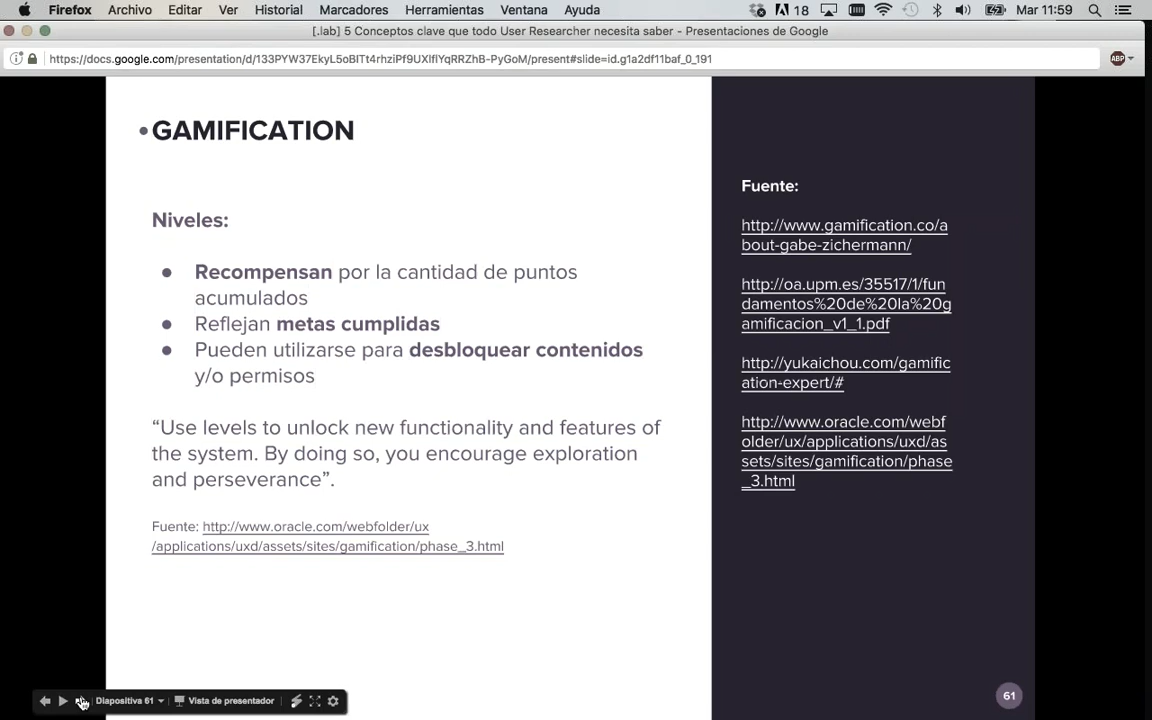 Firefox Archivo Editar Ver Historial Marcadores Herramientas Ventana Ayuda 18 Mar 11:59
[.lab] 5 Conceptos clave que todo User Researcher necesita saber - Presentaciones de Google
https://docs.google.com/presentation/d/133PYW37EkyL5oBITt4rhziPf9UXIfIYqRRZhB-PyGoM/present#slide=id.g1a2df11baf_0_191
ABP
•GAMIFICATION
Niveles:
● Recompensan por la cantidad de puntos
acumulados
● Reflejan metas cumplidas
● Pueden utilizarse para desbloquear contenidos
y/o permisos
“Use levels to unlock new functionality and features of
the system. By doing so, you encourage exploration
and perseverance”.
Fuente: http://www.oracle.com/webfolder/ux
/applications/uxd/assets/sites/gamification/phase_3.html
Fuente:
http://www.gamification.co/a
bout-gabe-zichermann/
http://oa.upm.es/35517/1/fun
damentos%20de%20la%20g
amificacion_v1_1.pdf
http://yukaichou.com/gamific
ation-expert/#
http://www.oracle.com/webf
older/ux/applications/uxd/as
sets/sites/gamification/phase
_3.html
61
Diapositiva 61 Vista de presentador